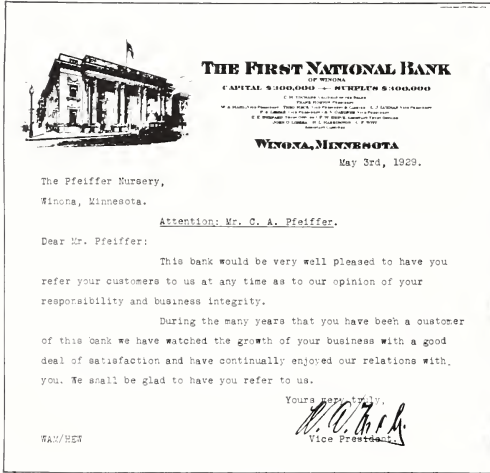 THE FIRST NATIONAL BANK
OF WINONA
CAPITAL $300,000 SURPLUS $300,000
WINONA, MINNESOTA
May 3rd, 1929.
The Pfeiffer Nursery,
Winona, Minnesota.
Attention: Mr. C. A. Pfeiffer.
Dear Mr. Pfeiffer:
This bank would be very well pleased to have you
refer your customers to us at any time as to our opinion of your
responsibility and business integrity.
During the many years that you have been a customer
of this bank we have watched the growth of your business with a good
deal of satisfaction and have continually enjoyed our relations with
you. We shall be glad to have you refer to us.
Yours very truly,
Vice President.
WAM/HEW